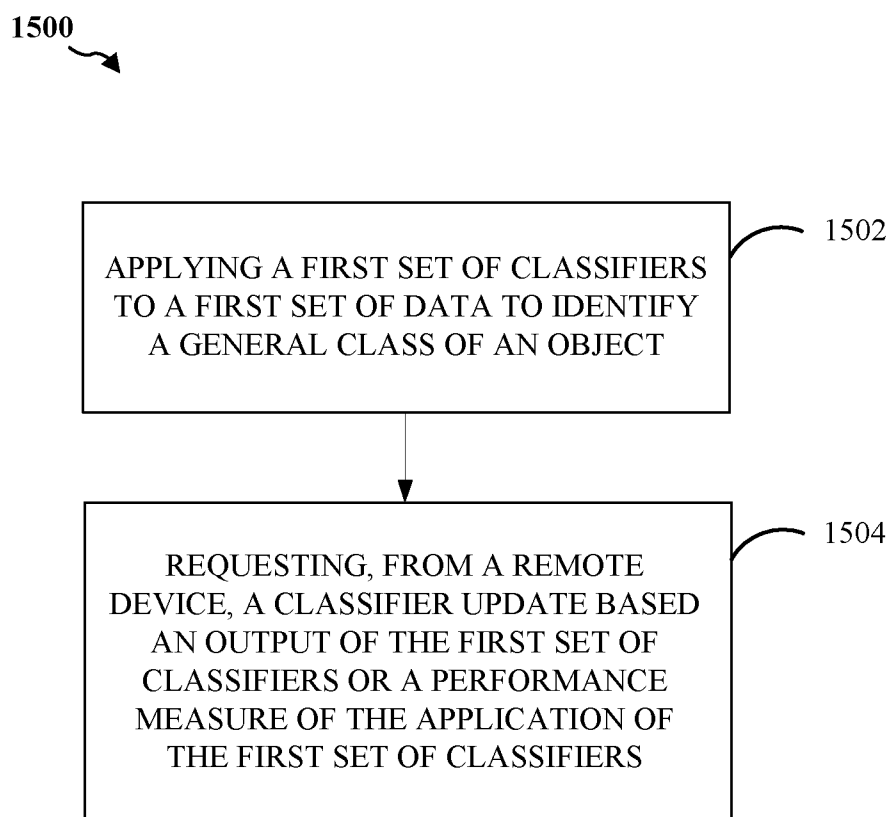 1500
APPLYING A FIRST SET OF CLASSIFIERS
TO A FIRST SET OF DATA TO IDENTIFY
A GENERAL CLASS OF AN OBJECT
1502
REQUESTING, FROM A REMOTE
DEVICE, A CLASSIFIER UPDATE BASED
AN OUTPUT OF THE FIRST SET OF
CLASSIFIERS OR A PERFORMANCE
MEASURE OF THE APPLICATION OF
THE FIRST SET OF CLASSIFIERS
1504